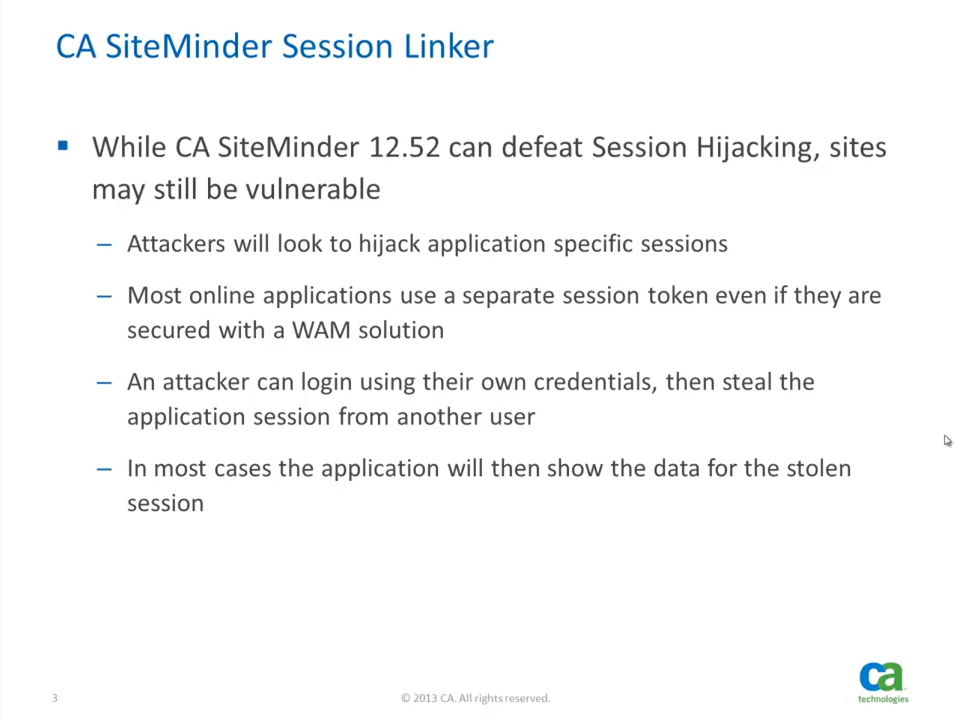 CA SiteMinder Session Linker
While CA SiteMinder 12.52 can defeat Session Hijacking, sites
may still be vulnerable
– Attackers will look to hijack application specific sessions
– Most online applications use a separate session token even if they are
secured with a WAM solution
– An attacker can login using their own credentials, then steal the
application session from another user
– In most cases the application will then show the data for the stolen
session
3
© 2013 CA. All rights reserved.
ca
technologies